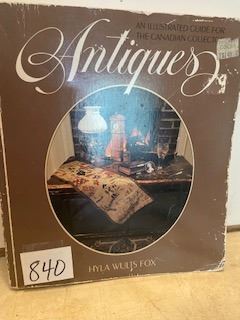 AN ILLUSTRATED GUIDE FOR
THE CANADIAN COLLECTOR
Antiques
840
HYLA WULTS FOX